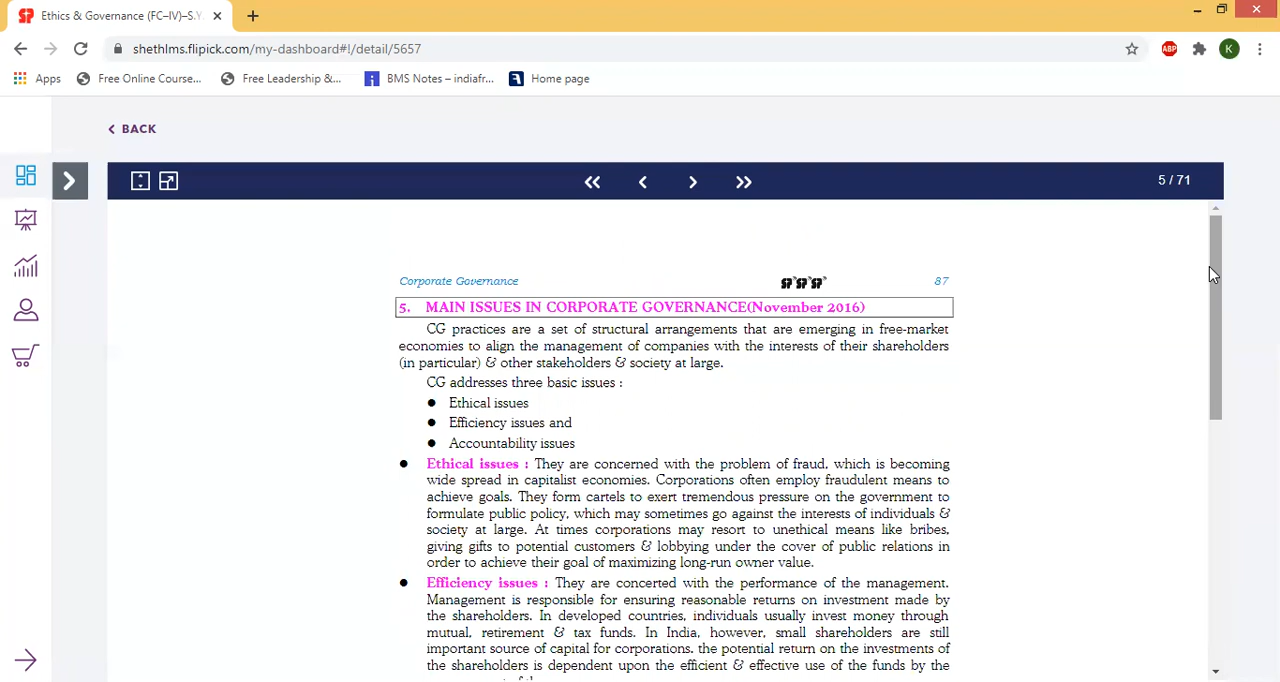 Ethics & Governance (FC–IV)–S.Y.
shethlms.flipick.com/my-dashboard#!/detail/5657
ABP
K
Apps
Free Online Course...
Free Leadership &...
BMS Notes – indiafr...
Home page
BACK
5 / 71
Corporate Governance
87
5. MAIN ISSUES IN CORPORATE GOVERNANCE(November 2016)
CG practices are a set of structural arrangements that are emerging in free-market
economies to align the management of companies with the interests of their shareholders
(in particular) & other stakeholders & society at large.
CG addresses three basic issues :
● Ethical issues
● Efficiency issues and
● Accountability issues
● Ethical issues : They are concerned with the problem of fraud, which is becoming
wide spread in capitalist economies. Corporations often employ fraudulent means to
achieve goals. They form cartels to exert tremendous pressure on the government to
formulate public policy, which may sometimes go against the interests of individuals &
society at large. At times corporations may resort to unethical means like bribes,
giving gifts to potential customers & lobbying under the cover of public relations in
order to achieve their goal of maximizing long-run owner value.
● Efficiency issues : They are concerted with the performance of the management.
Management is responsible for ensuring reasonable returns on investment made by
the shareholders. In developed countries, individuals usually invest money through
mutual, retirement & tax funds. In India, however, small shareholders are still
important source of capital for corporations. the potential return on the investments of
the shareholders is dependent upon the efficient & effective use of the funds by the